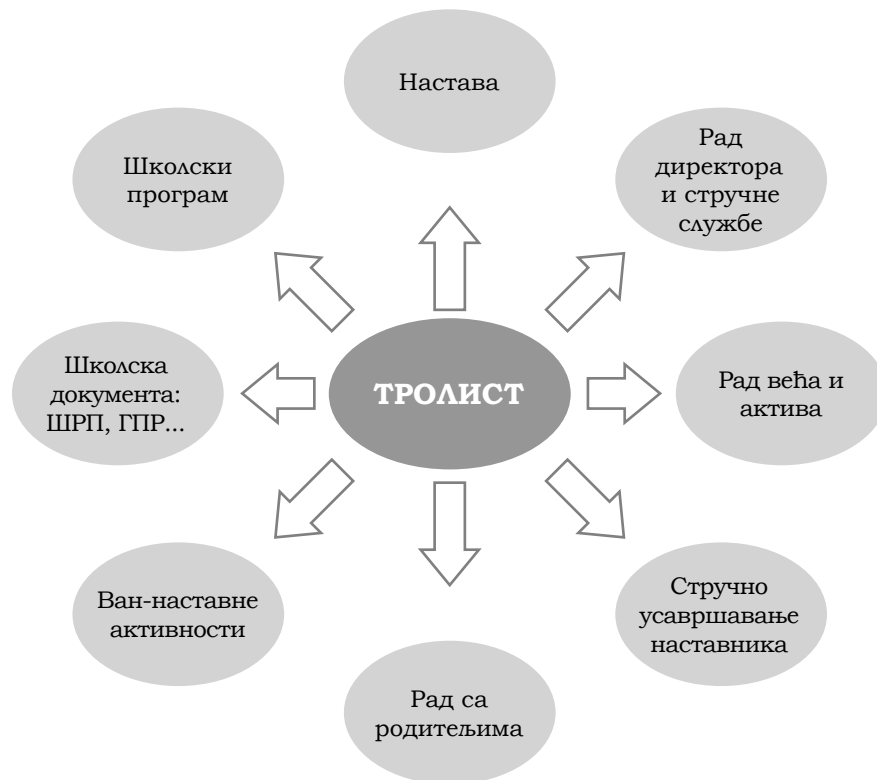 Настава
Школски
програм
Рад
директора
и стручне
службе
Школска
документа:
ШРП, ГПР...
ТРОЛИСТ
Рад већа и
актива
Ван-наставне
активности
Стручно
усавршавање
наставника
Рад са
родитељима